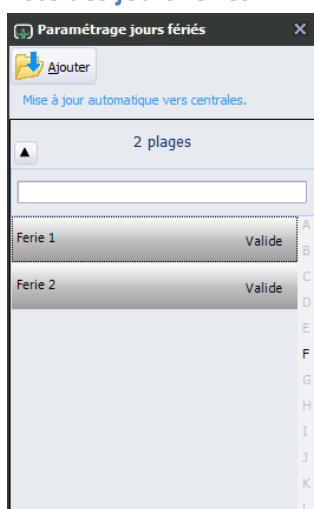 Paramétrage jours fériés
Ajouter
Mise à jour automatique vers centrales.
2 plages
Ferie 1 Valide
Ferie 2 Valide
A
B
C
D
E
F
G
H
I
J
K